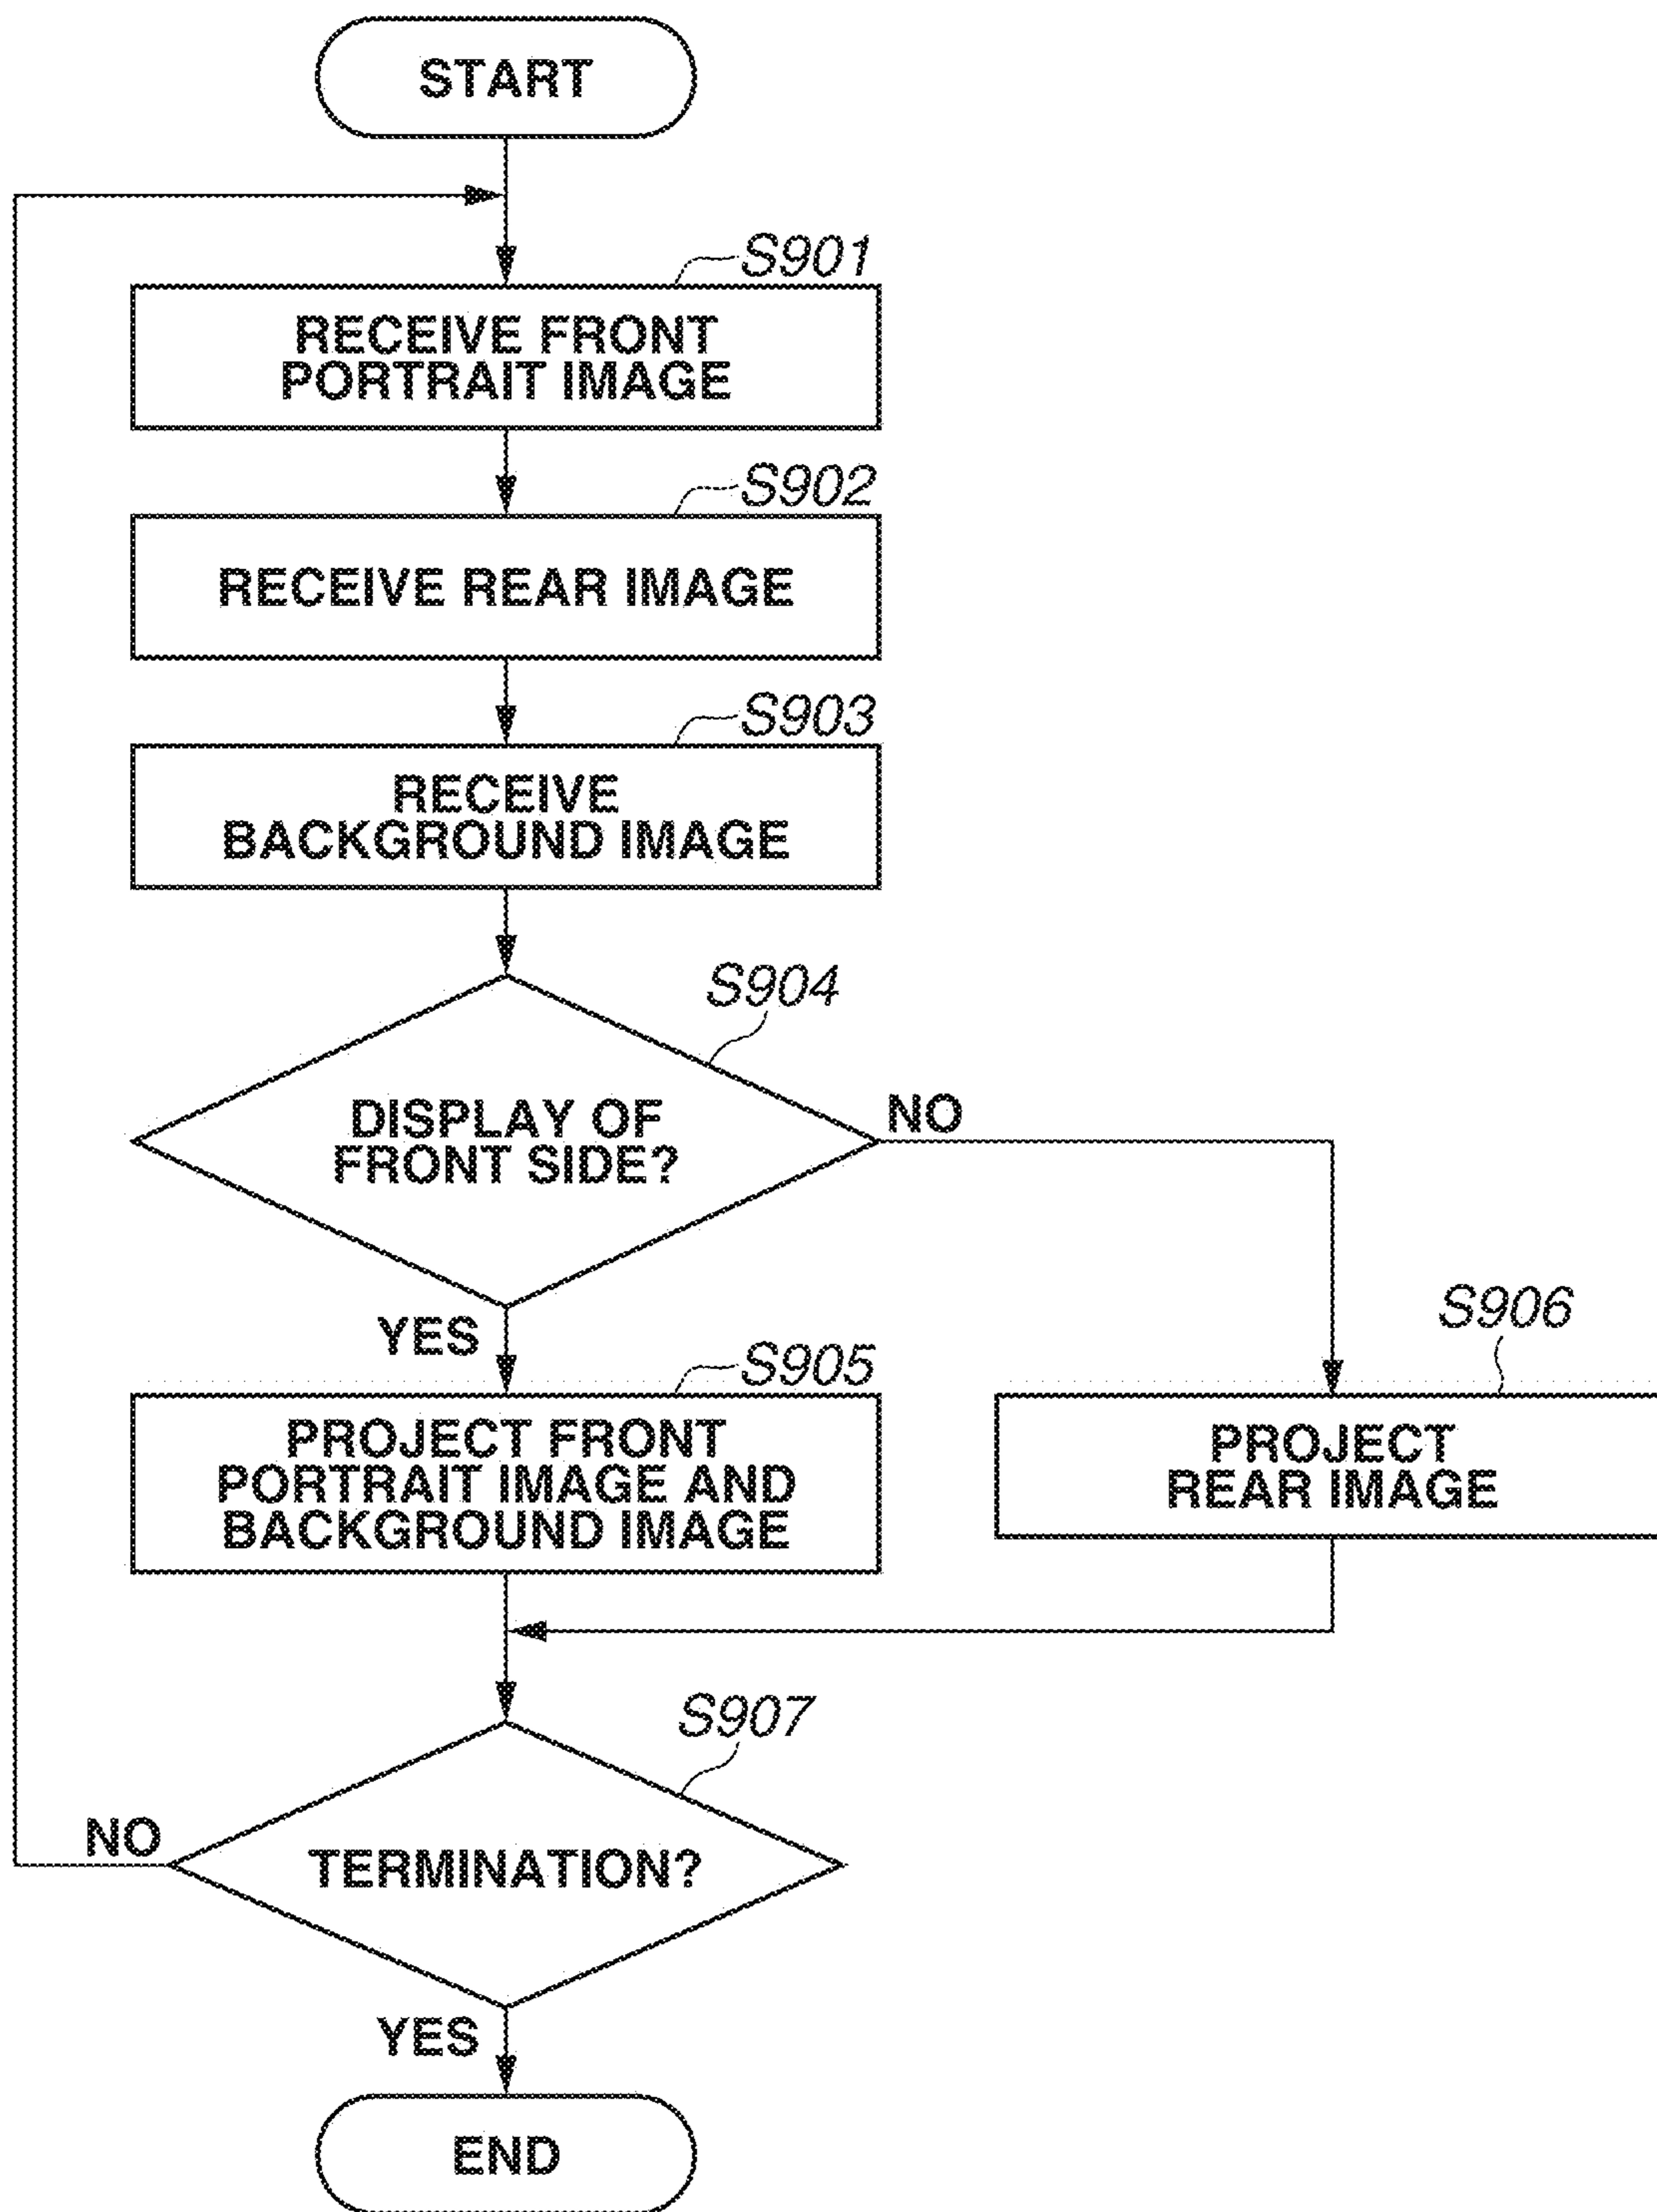 START
S901
RECEIVE FRONT
PORTRAIT IMAGE
S902
RECEIVE REAR IMAGE
S903
RECEIVE
BACKGROUND IMAGE
S904
DISPLAY OF
FRONT SIDE?
NO
YES
S905
PROJECT FRONT
PORTRAIT IMAGE AND
BACKGROUND IMAGE
S906
PROJECT
REAR IMAGE
S907
TERMINATION?
NO
YES
END